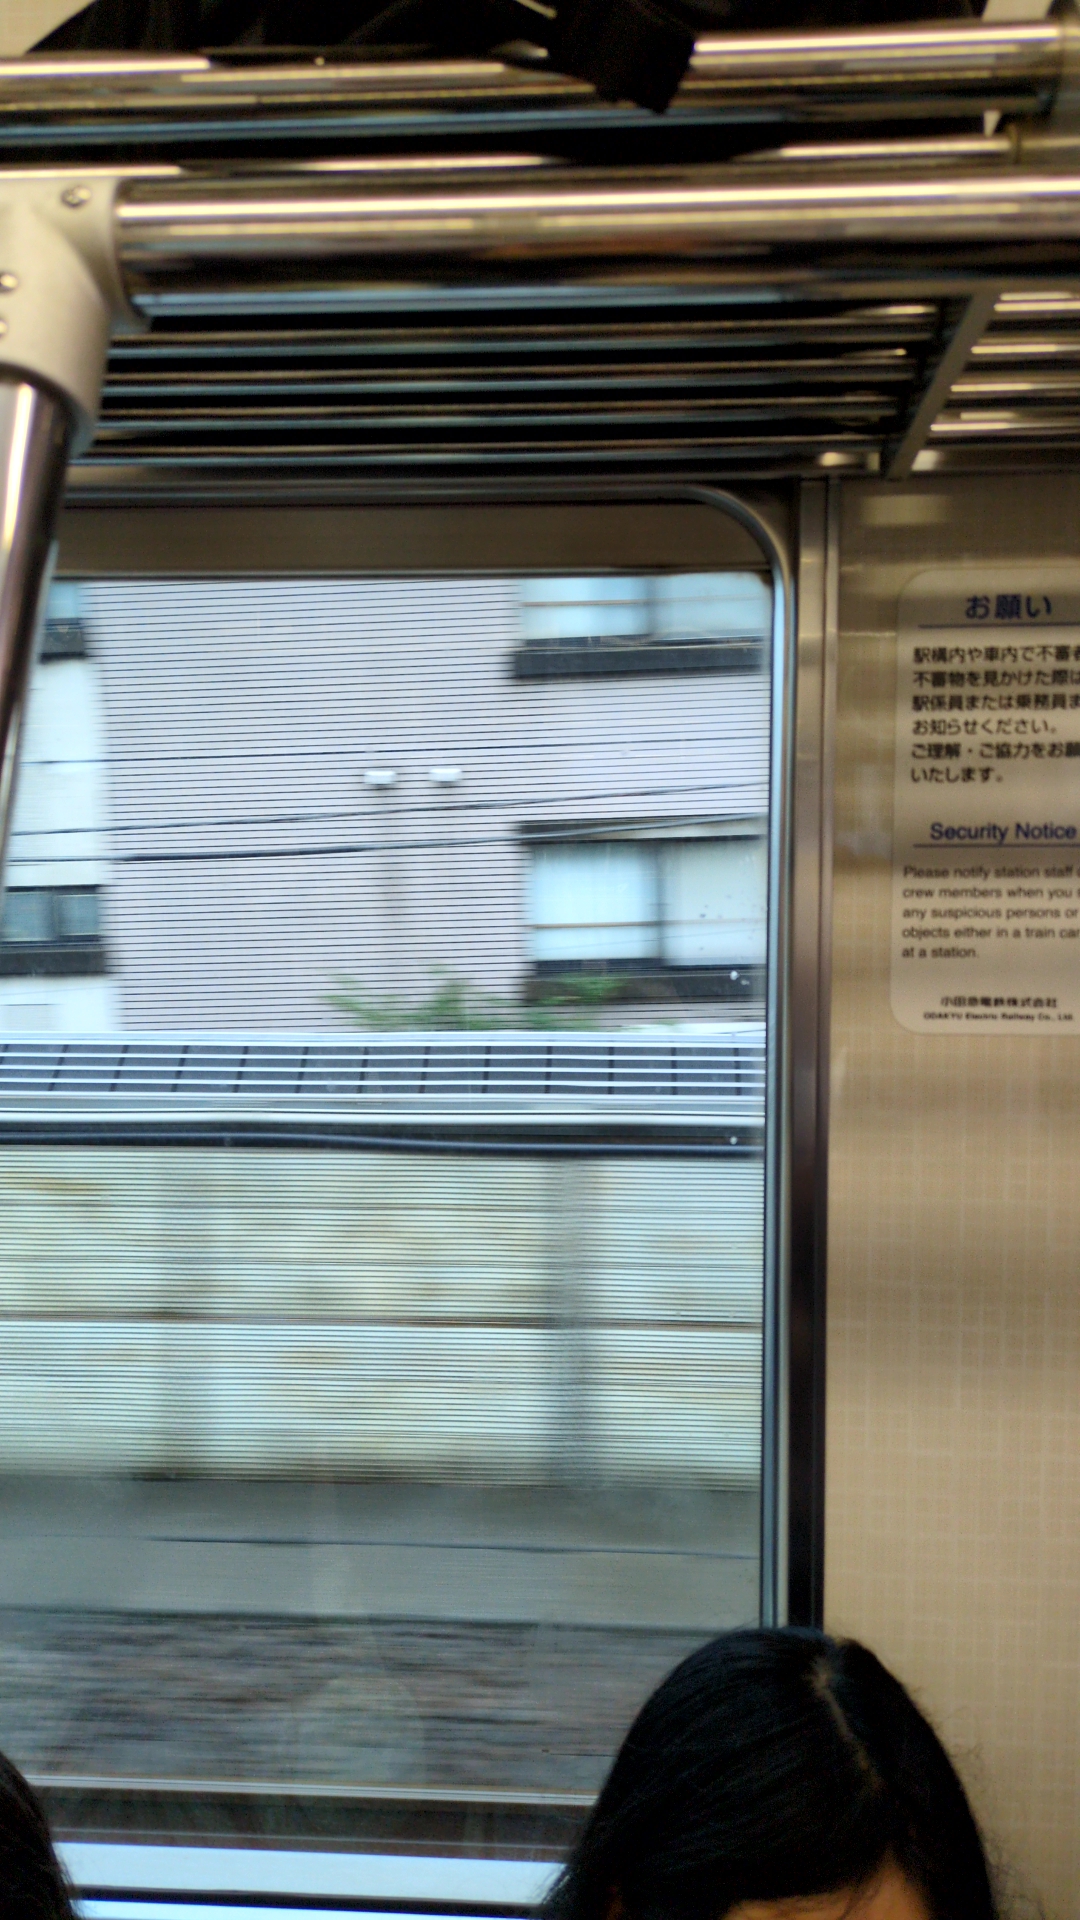 お願い
駅構内や車内で不審者
不審物を見かけた際は
駅係員または乗務員ま
お知らせください。
ご理解・ご協力をお願
いたします。
Security Notice
Please notify station staff
crew members when you
any suspicious persons or
objects either in a train car
at a station.
小田急電鉄株式会社
ODAKYU Electric Railway Co., Ltd.